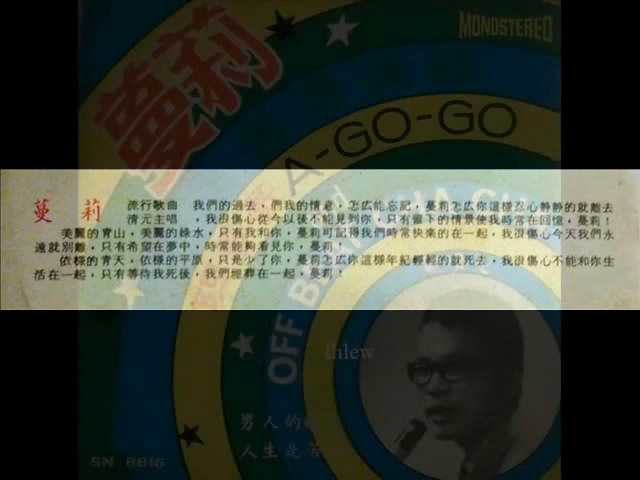 蔓莉
MONOSTEREO
A-GO-GO
蔓 莉 流行歌曲 我們的過去，們我的情意，怎広能忘記，蔓莉怎広你這樣忍心靜靜的就離去
清元主唱 ，我很傷心從今以後不能見到你，只有留下的情景使我時常在回憶，蔓莉！
美麗的青山，美麗的綠水，只有我和你，蔓莉可記得我們時常快樂的在一起，我很傷心今天我們永
遠就別離，只有希望在夢中，時常能夠看見你，蔓莉！
依樣的青天，依樣的平原，只是少了你，蔓莉怎広你這樣年紀輕輕的就死去，我很傷心不能和你生
活在一起，只有等待我死後，我們經葬在一起，蔓莉！
OFF
lhlew
男人的
人生是
SN 8816